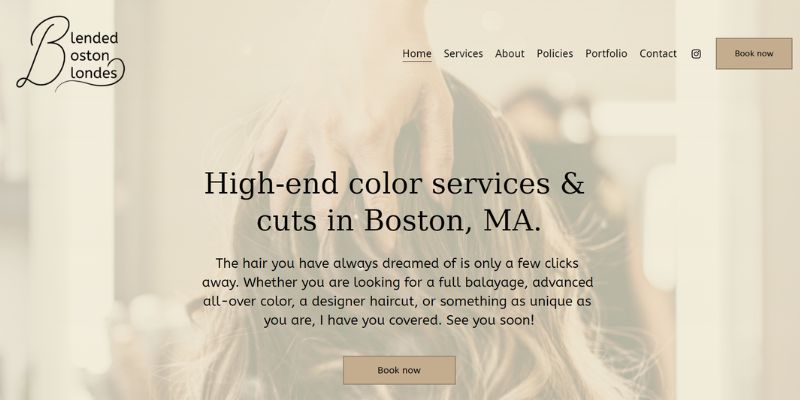 Blended
Boston
Blondes
Home Services About Policies Portfolio Contact Book now
High-end color services &
cuts in Boston, MA.
The hair you have always dreamed of is only a few clicks
away. Whether you are looking for a full balayage, advanced
all-over color, a designer haircut, or something as unique as
you are, I have you covered. See you soon!
Book now